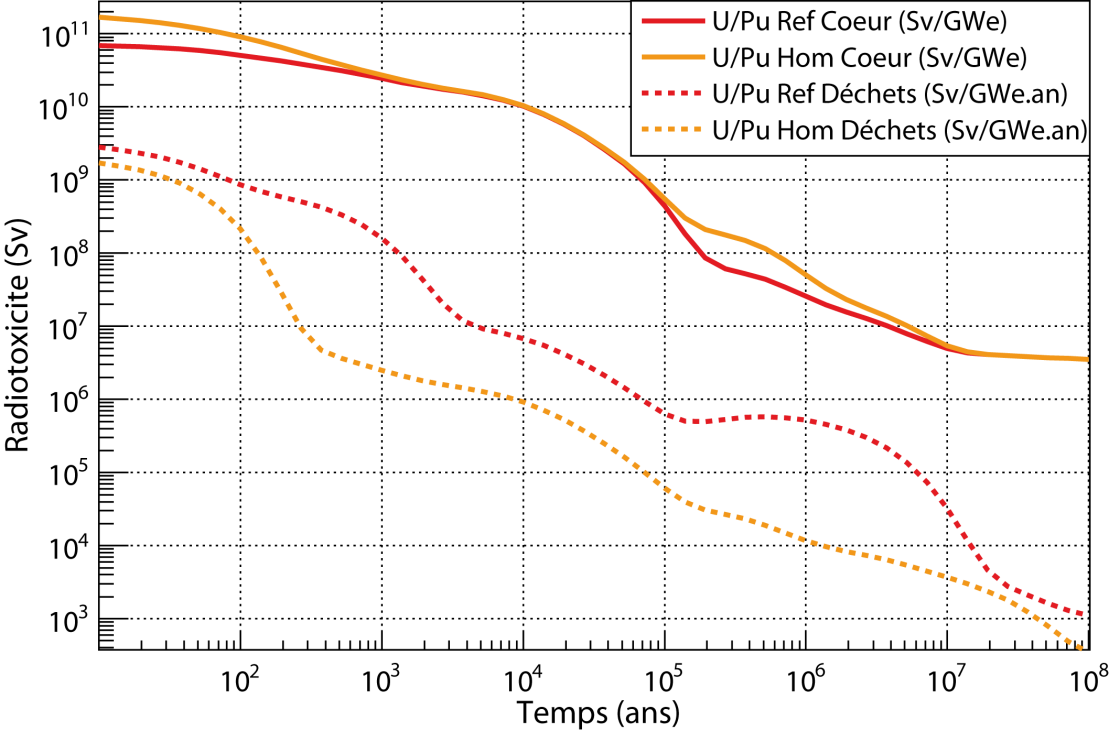 U/Pu Ref Coeur (Sv/GWe)
U/Pu Hom Coeur (Sv/GWe)
U/Pu Ref Déchets (Sv/GWe.an)
U/Pu Hom Déchets (Sv/GWe.an)
Radiotoxicite (Sv)
10¹¹
10¹⁰
10⁹
10⁸
10⁷
10⁶
10⁵
10⁴
10³
10² 10³ 10⁴ 10⁵ 10⁶ 10⁷ 10⁸
Temps (ans)